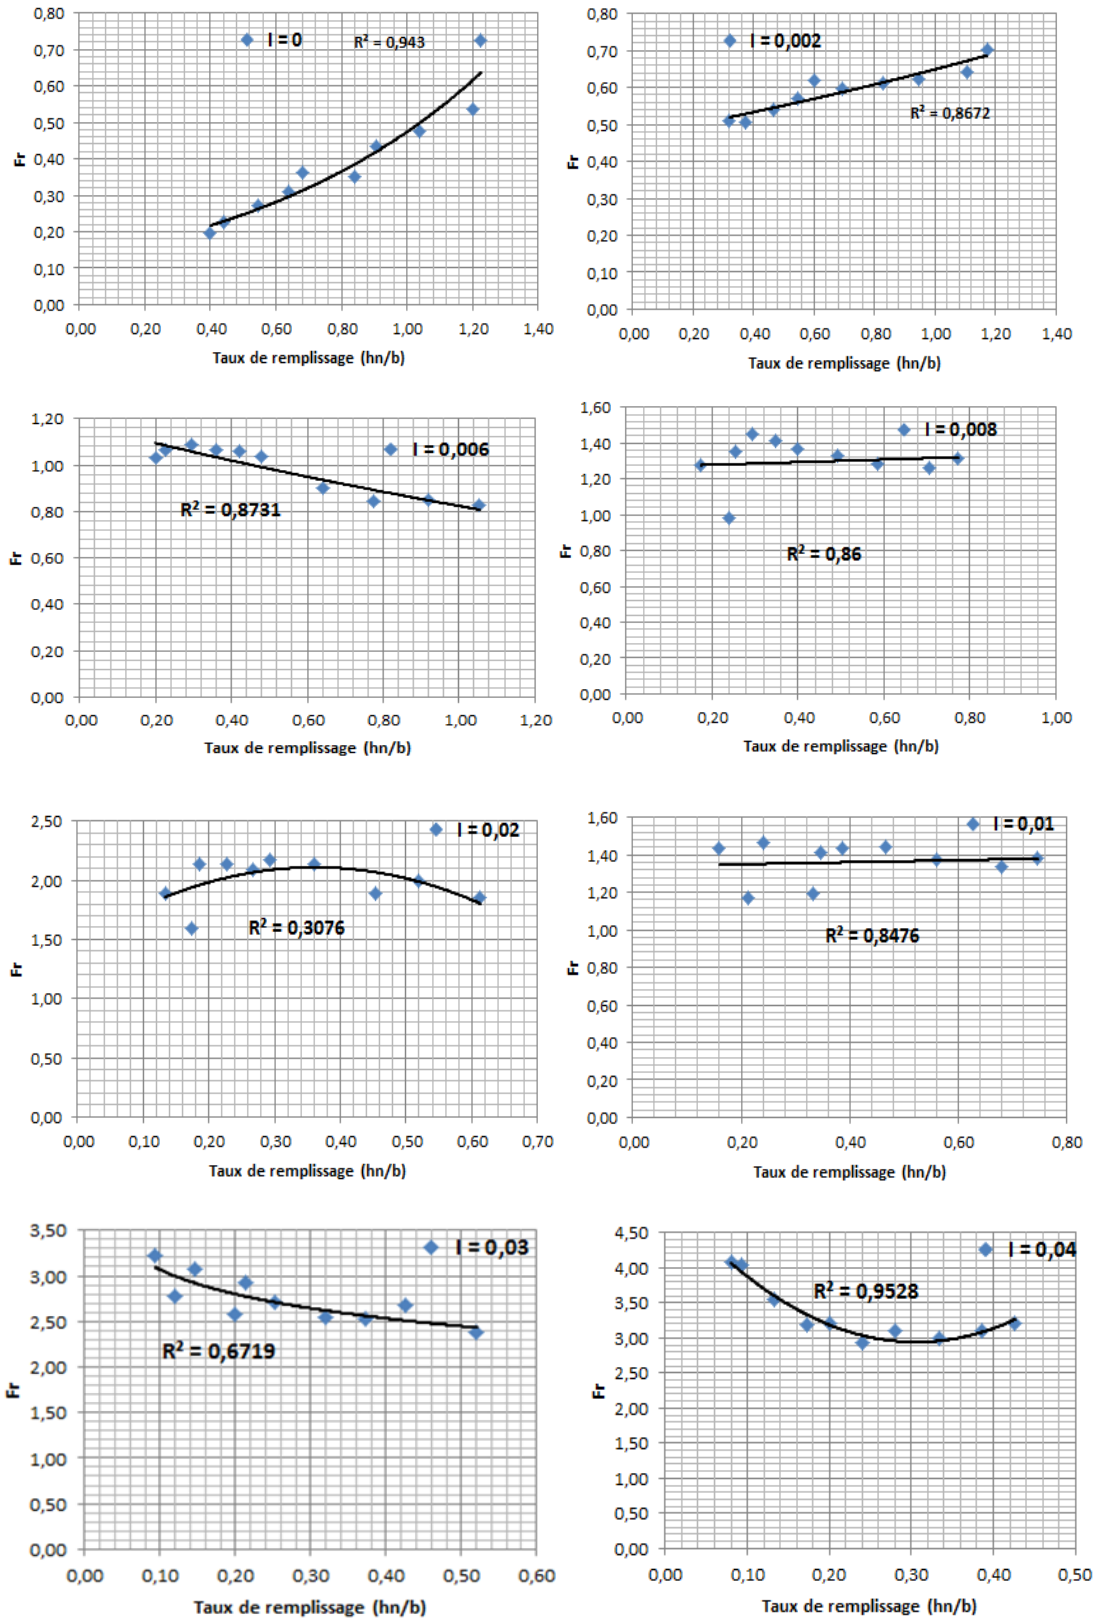 0,80
0,70
0,60
0,50
0,40
0,30
0,20
0,10
0,00
Fr
I = 0
R² = 0,943
0,00 0,20 0,40 0,60 0,80 1,00 1,20 1,40
Taux de remplissage (hn/b)
0,80
0,70
0,60
0,50
0,40
0,30
0,20
0,10
0,00
Fr
I = 0,002
R² = 0,8672
0,00 0,20 0,40 0,60 0,80 1,00 1,20 1,40
Taux de remplissage (hn/b)
1,20
1,00
0,80
0,60
0,40
0,20
0,00
Fr
I = 0,006
R² = 0,8731
0,00 0,20 0,40 0,60 0,80 1,00 1,20
Taux de remplissage (hn/b)
1,60
1,40
1,20
1,00
0,80
0,60
0,40
0,20
0,00
Fr
I = 0,008
R² = 0,86
0,00 0,20 0,40 0,60 0,80 1,00
Taux de remplissage (hn/b)
2,50
2,00
1,50
1,00
0,50
0,00
Fr
I = 0,02
R² = 0,3076
0,00 0,10 0,20 0,30 0,40 0,50 0,60 0,70
Taux de remplissage (hn/b)
1,60
1,40
1,20
1,00
0,80
0,60
0,40
0,20
0,00
Fr
I = 0,01
R² = 0,8476
0,00 0,20 0,40 0,60 0,80
Taux de remplissage (hn/b)
3,50
3,00
2,50
2,00
1,50
1,00
0,50
0,00
Fr
I = 0,03
R² = 0,6719
0,00 0,10 0,20 0,30 0,40 0,50 0,60
Taux de remplissage (hn/b)
4,50
4,00
3,50
3,00
2,50
2,00
1,50
1,00
0,50
0,00
Fr
I = 0,04
R² = 0,9528
0,00 0,10 0,20 0,30 0,40 0,50
Taux de remplissage (hn/b)